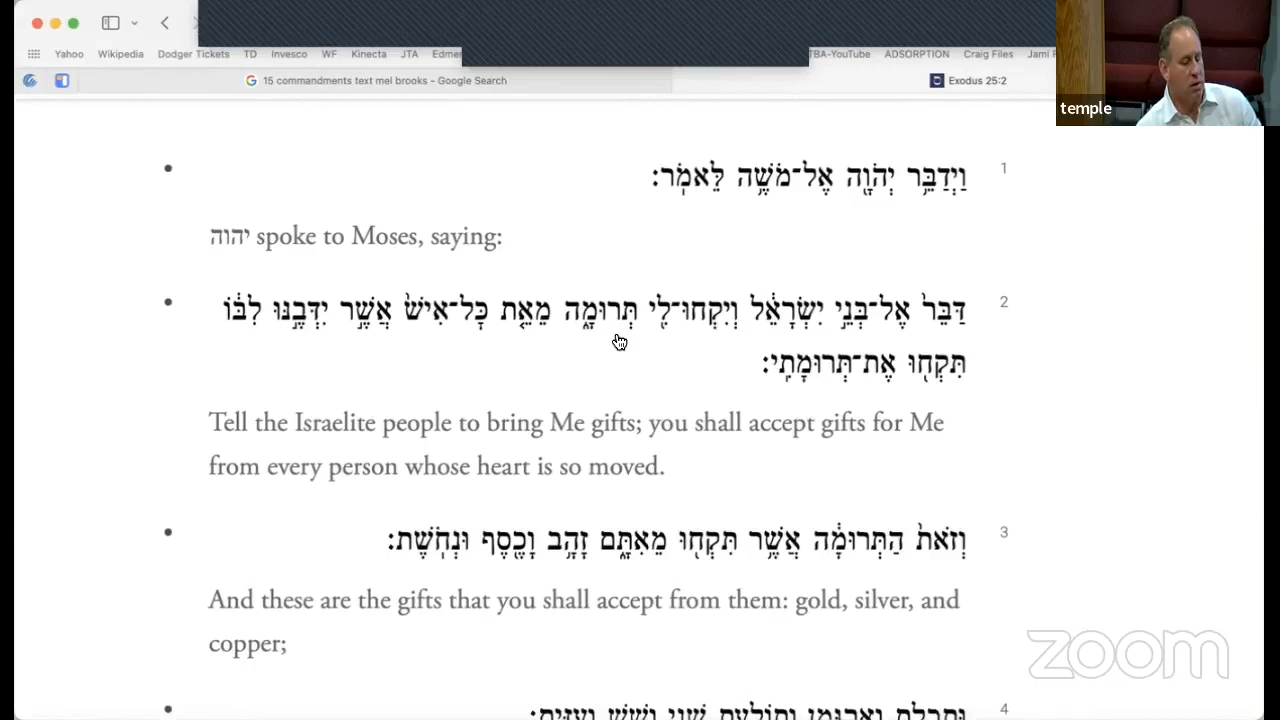 Yahoo Wikipedia Dodger Tickets TD Invesco WF Kinecta JTA Edmer TBA-YouTube ADSORPTION Craig Files Jami
15 commandments text mel brooks – Google Search Exodus 25:2
temple
1 וַיְדַבֵּ֥ר יְהֹוָ֖ה אֶל־מֹשֶׁ֥ה לֵּאמֹֽר׃
יהוה spoke to Moses, saying:
2 דַּבֵּר֙ אֶל־בְּנֵ֣י יִשְׂרָאֵ֔ל וְיִקְחוּ־לִ֖י תְּרוּמָ֑ה מֵאֵ֤ת כׇּל־אִישׁ֙ אֲשֶׁ֣ר יִדְּבֶ֣נּוּ לִבּ֔וֹ
תִּקְח֖וּ אֶת־תְּרוּמָתִֽי׃
Tell the Israelite people to bring Me gifts; you shall accept gifts for Me
from every person whose heart is so moved.
3 וְזֹאת֙ הַתְּרוּמָ֔ה אֲשֶׁ֥ר תִּקְח֖וּ מֵאִתָּ֑ם זָהָ֥ב וָכֶ֖סֶף וּנְחֹֽשֶׁת׃
And these are the gifts that you shall accept from them: gold, silver, and
copper;
zoom
4 וּתְכֵ֧לֶת וְאַרְגָּמָ֛ן וְתוֹלַ֥עַת שָׁנִ֖י וְשֵׁ֥שׁ וְעִזִּֽים׃